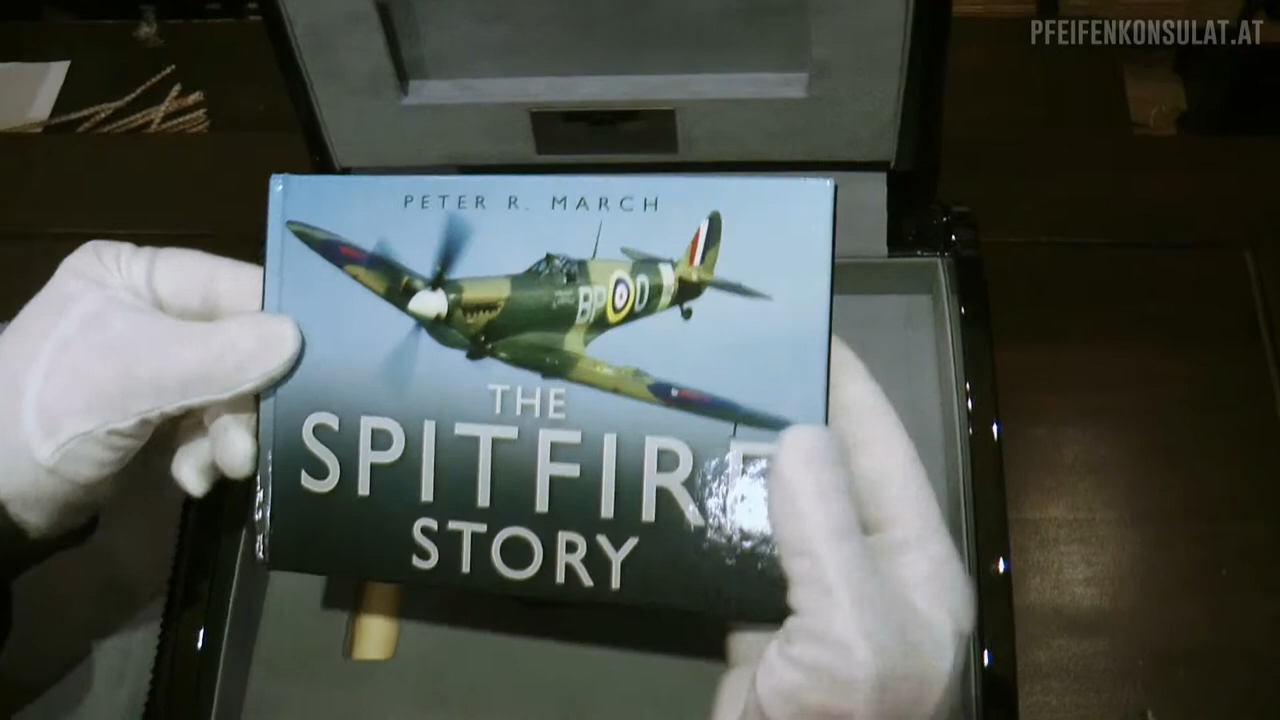 PFEIFENKONSULAT.AT
PETER R. MARCH
BP D
THE
SPITFIRE
STORY